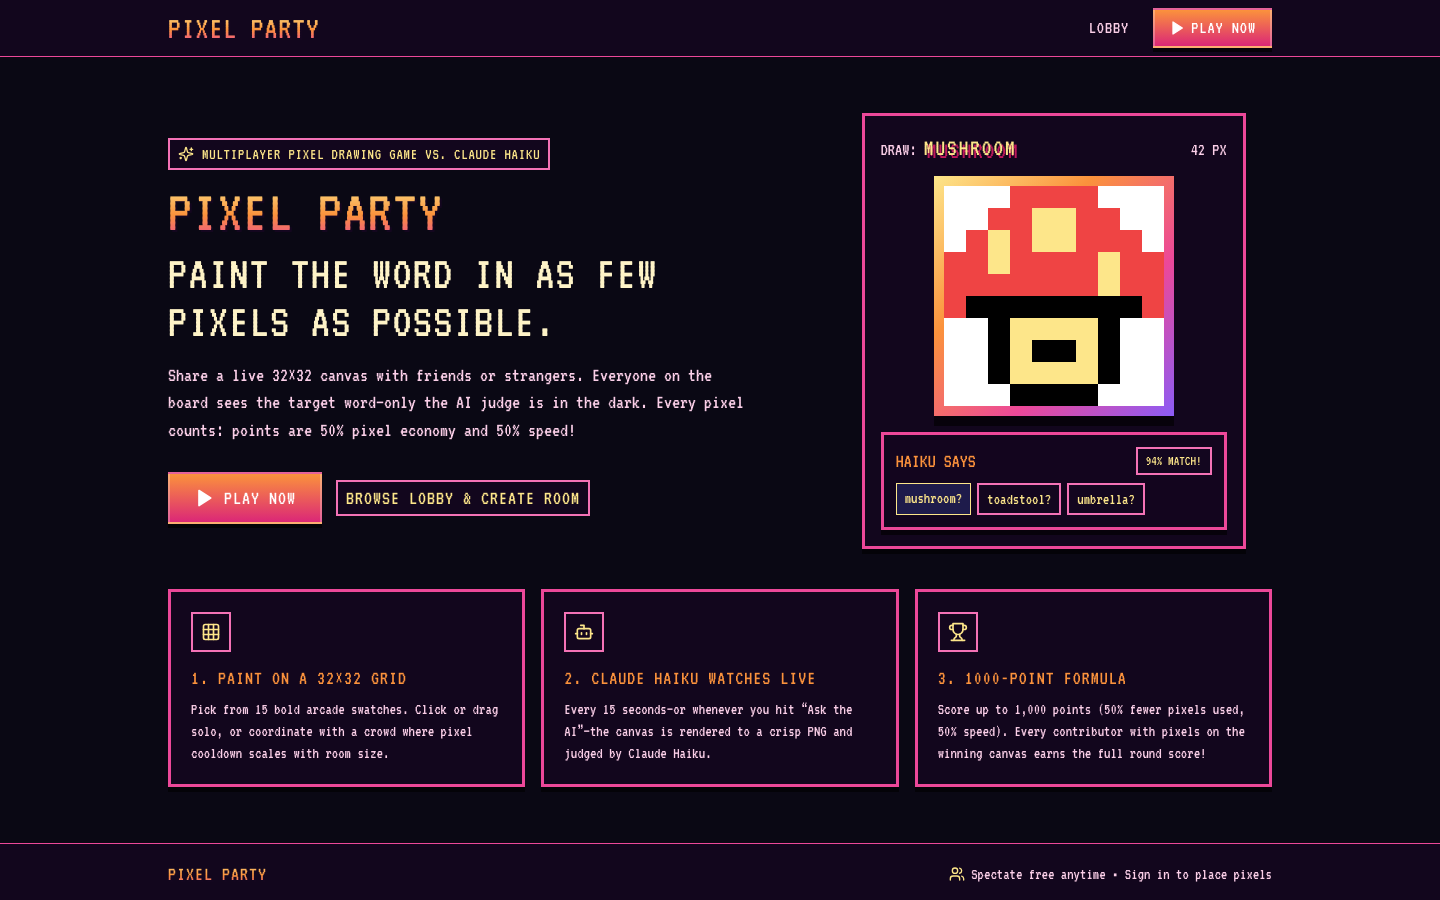 PIXEL PARTY
LOBBY
PLAY NOW
MULTIPLAYER PIXEL DRAWING GAME VS. CLAUDE HAIKU
PIXEL PARTY
PAINT THE WORD IN AS FEW
PIXELS AS POSSIBLE.
Share a live 32X32 canvas with friends or strangers. Everyone on the
board sees the target word—only the AI judge is in the dark. Every pixel
counts: points are 50% pixel economy and 50% speed!
PLAY NOW
BROWSE LOBBY & CREATE ROOM
DRAW: MUSHROOM
42 PX
HAIKU SAYS
94% MATCH!
mushroom?
toadstool?
umbrella?
1. PAINT ON A 32X32 GRID
Pick from 15 bold arcade swatches. Click or drag
solo, or coordinate with a crowd where pixel
cooldown scales with room size.
2. CLAUDE HAIKU WATCHES LIVE
Every 15 seconds—or whenever you hit “Ask the
AI”—the canvas is rendered to a crisp PNG and
judged by Claude Haiku.
3. 1000-POINT FORMULA
Score up to 1,000 points (50% fewer pixels used,
50% speed). Every contributor with pixels on the
winning canvas earns the full round score!
PIXEL PARTY
Spectate free anytime • Sign in to place pixels